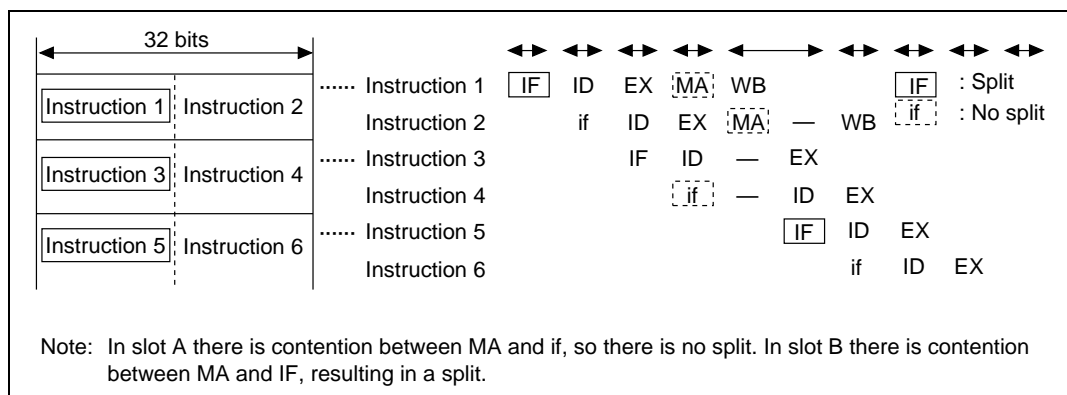 32 bits
Instruction 1 Instruction 2 ...... Instruction 1 IF ID EX MA WB IF : Split
Instruction 2 if ID EX MA — WB if : No split
Instruction 3 Instruction 4 ...... Instruction 3 IF ID — EX
Instruction 4 if — ID EX
Instruction 5 Instruction 6 ...... Instruction 5 IF ID EX
Instruction 6 if ID EX
Note: In slot A there is contention between MA and if, so there is no split. In slot B there is contention
between MA and IF, resulting in a split.